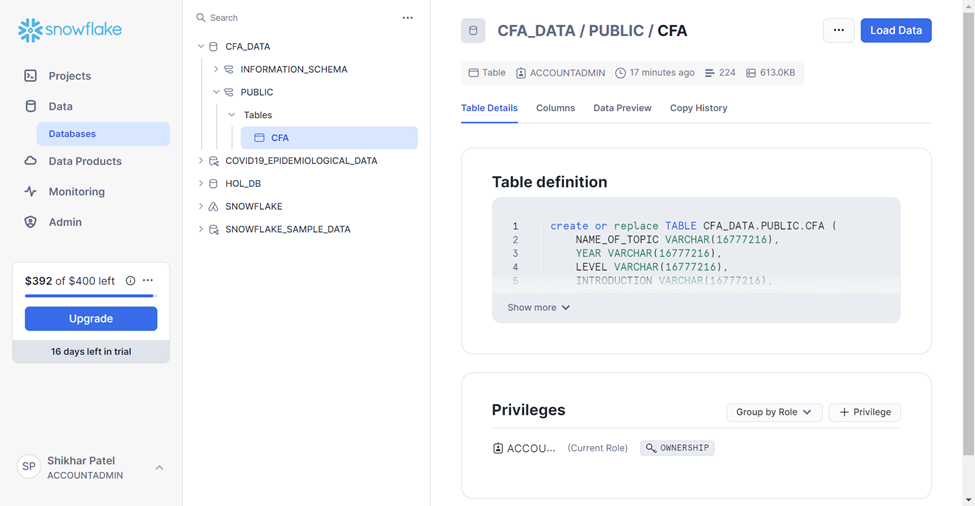 snowflake
Projects
Data
Databases
Data Products
Monitoring
Admin
$392 of $400 left
Upgrade
16 days left in trial
SP
Shikhar Patel
ACCOUNTADMIN
Search
CFA_DATA
INFORMATION_SCHEMA
PUBLIC
Tables
CFA
COVID19_EPIDEMIOLOGICAL_DATA
HOL_DB
SNOWFLAKE
SNOWFLAKE_SAMPLE_DATA
CFA_DATA / PUBLIC / CFA
Load Data
Table ACCOUNTADMIN 17 minutes ago 224 613.0KB
Table Details Columns Data Preview Copy History
Table definition
1 create or replace TABLE CFA_DATA.PUBLIC.CFA (
2 NAME_OF_TOPIC VARCHAR(16777216),
3 YEAR VARCHAR(16777216),
4 LEVEL VARCHAR(16777216),
5 INTRODUCTION VARCHAR(16777216),
Show more
Privileges
Group by Role + Privilege
ACCOU... (Current Role) OWNERSHIP